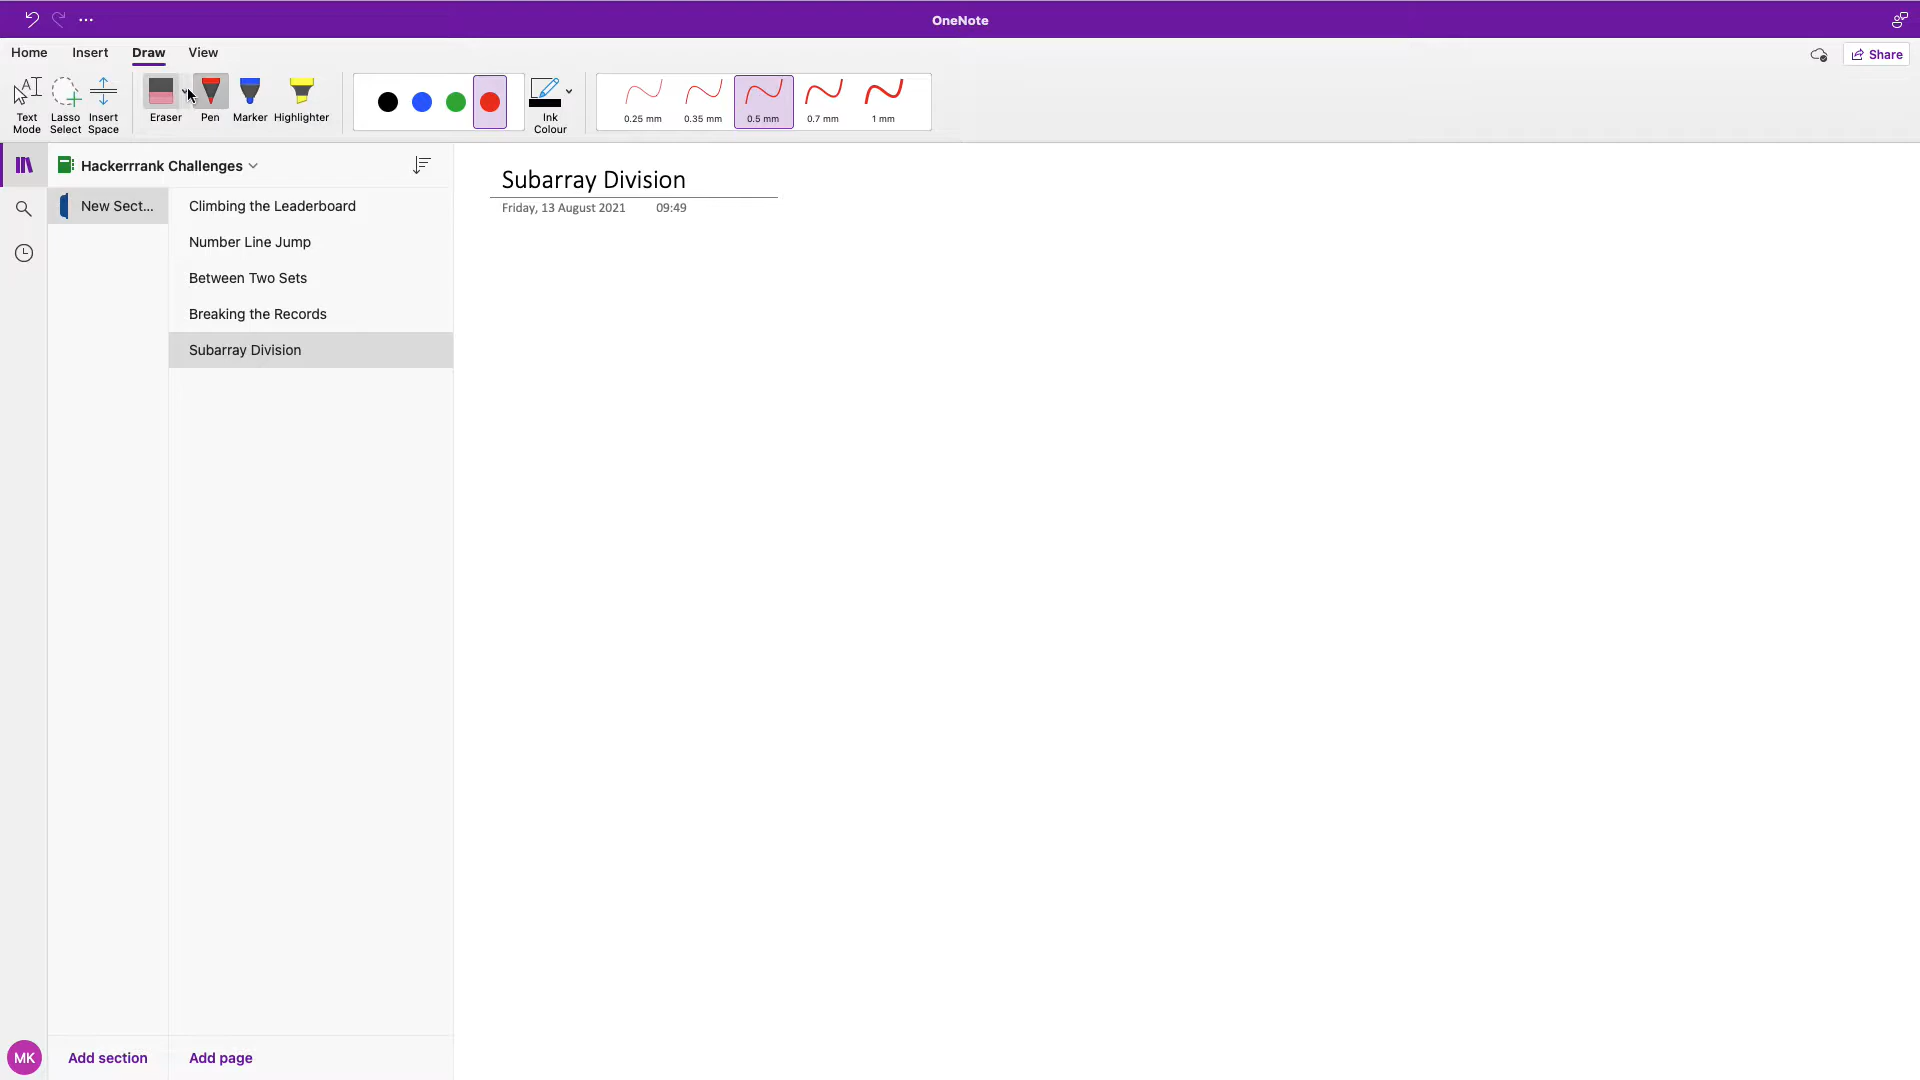 OneNote
Home Insert Draw View
Share
Text Mode
Lasso Select
Insert Space
Eraser
Pen
Marker
Highlighter
Ink Colour
0.25 mm
0.35 mm
0.5 mm
0.7 mm
1 mm
Hackerrrank Challenges
New Sect...
Climbing the Leaderboard
Number Line Jump
Between Two Sets
Breaking the Records
Subarray Division
Subarray Division
Friday, 13 August 2021 09:49
MK
Add section
Add page